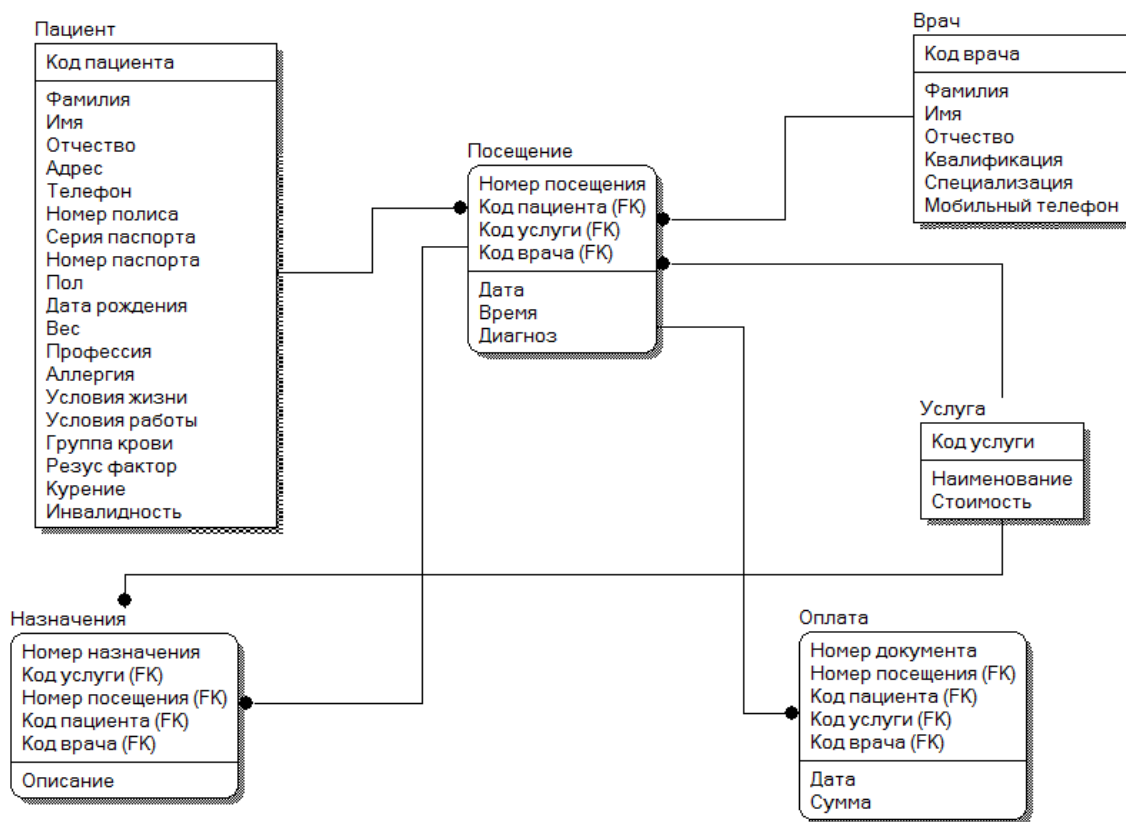 Пациент
Код пациента
Фамилия
Имя
Отчество
Адрес
Телефон
Номер полиса
Серия паспорта
Номер паспорта
Пол
Дата рождения
Вес
Профессия
Аллергия
Условия жизни
Условия работы
Группа крови
Резус фактор
Курение
Инвалидность
Посещение
Номер посещения
Код пациента (FK)
Код услуги (FK)
Код врача (FK)
Дата
Время
Диагноз
Врач
Код врача
Фамилия
Имя
Отчество
Квалификация
Специализация
Мобильный телефон
Услуга
Код услуги
Наименование
Стоимость
Назначения
Номер назначения
Код услуги (FK)
Номер посещения (FK)
Код пациента (FK)
Код врача (FK)
Описание
Оплата
Номер документа
Номер посещения (FK)
Код пациента (FK)
Код услуги (FK)
Код врача (FK)
Дата
Сумма